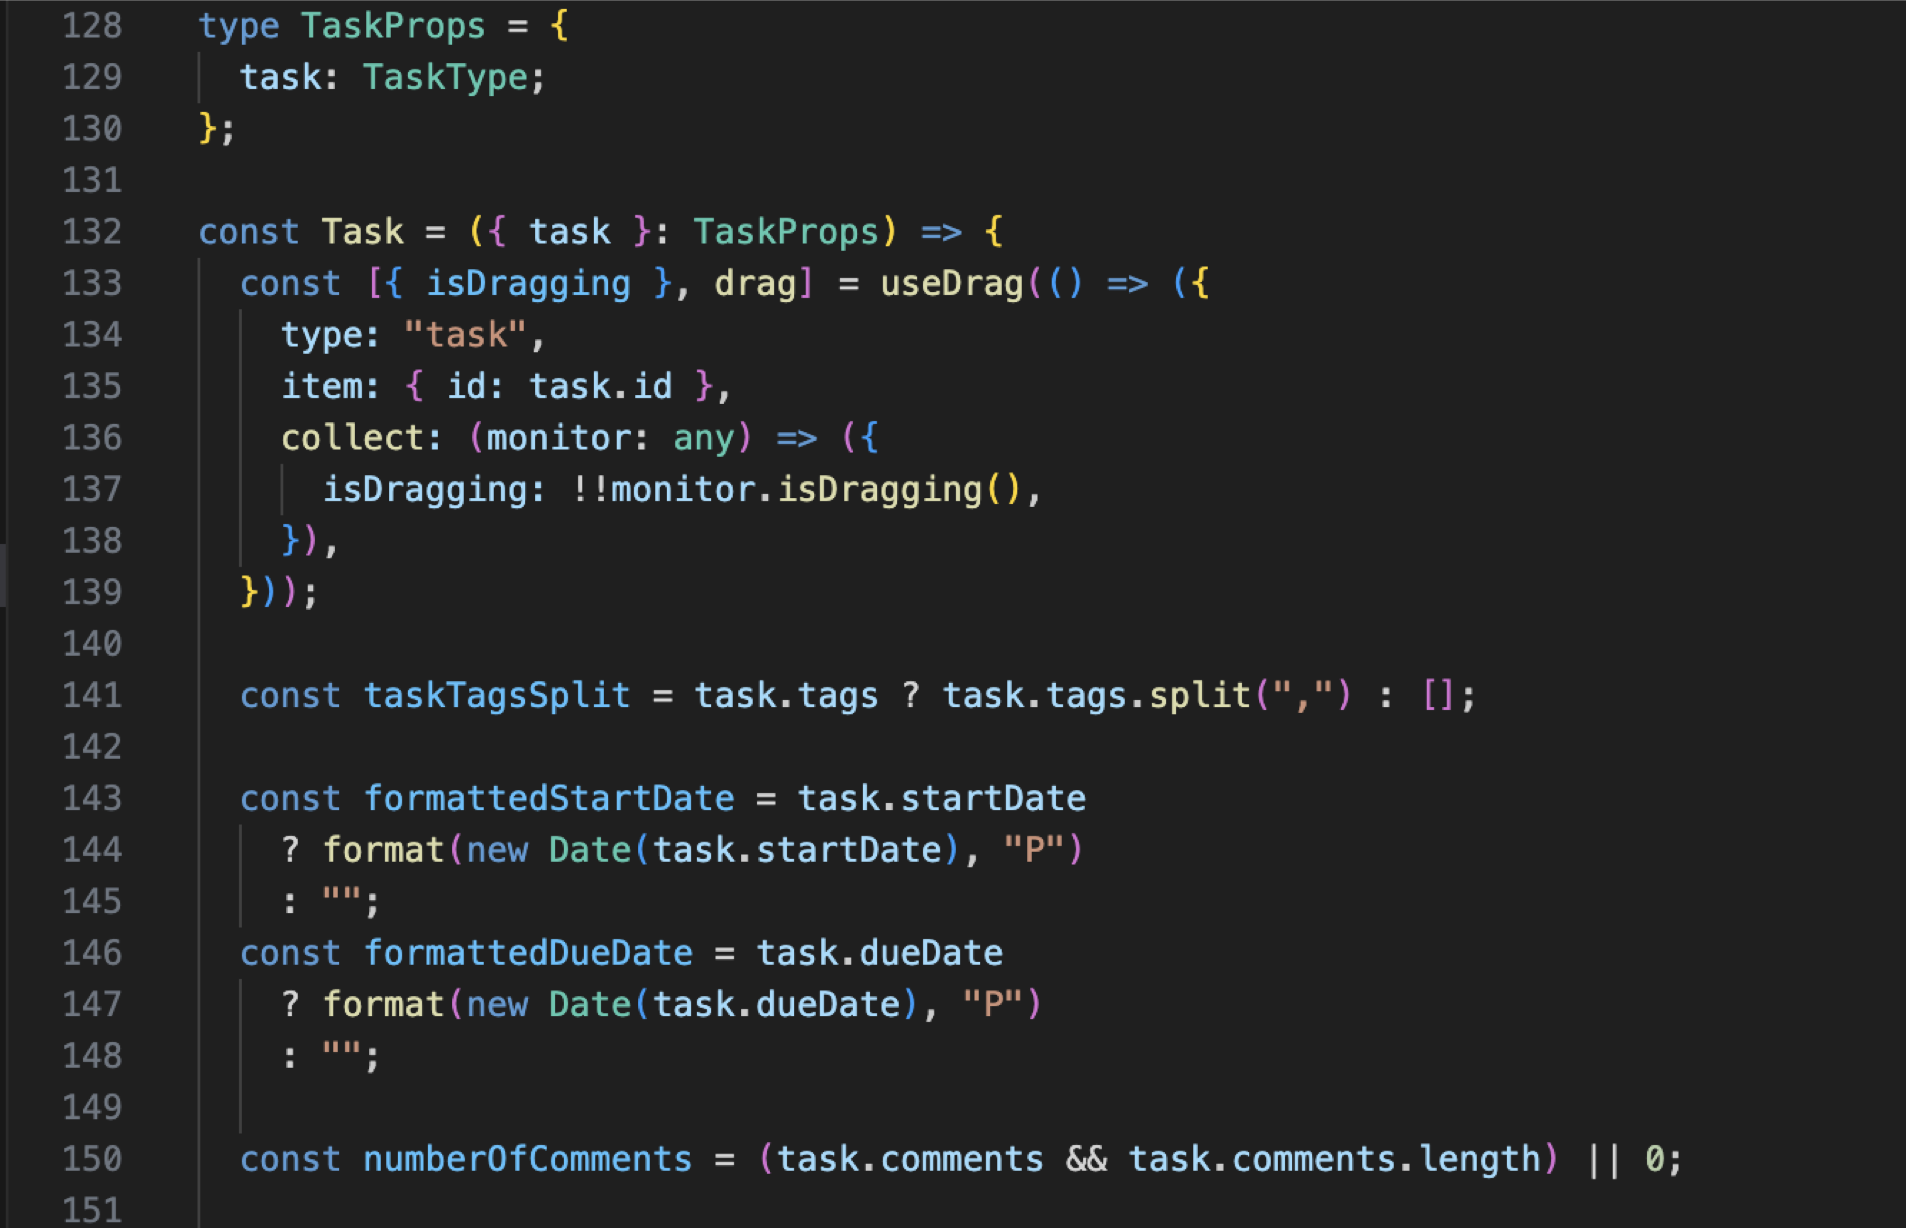 128 type TaskProps = {
129   task: TaskType;
130 };
131
132 const Task = ({ task }: TaskProps) => {
133   const [{ isDragging }, drag] = useDrag(() => ({
134     type: "task",
135     item: { id: task.id },
136     collect: (monitor: any) => ({
137       isDragging: !!monitor.isDragging(),
138     }),
139   }));
140
141   const taskTagsSplit = task.tags ? task.tags.split(",") : [];
142
143   const formattedStartDate = task.startDate
144     ? format(new Date(task.startDate), "P")
145     : "";
146   const formattedDueDate = task.dueDate
147     ? format(new Date(task.dueDate), "P")
148     : "";
149
150   const numberOfComments = (task.comments && task.comments.length) || 0;
151